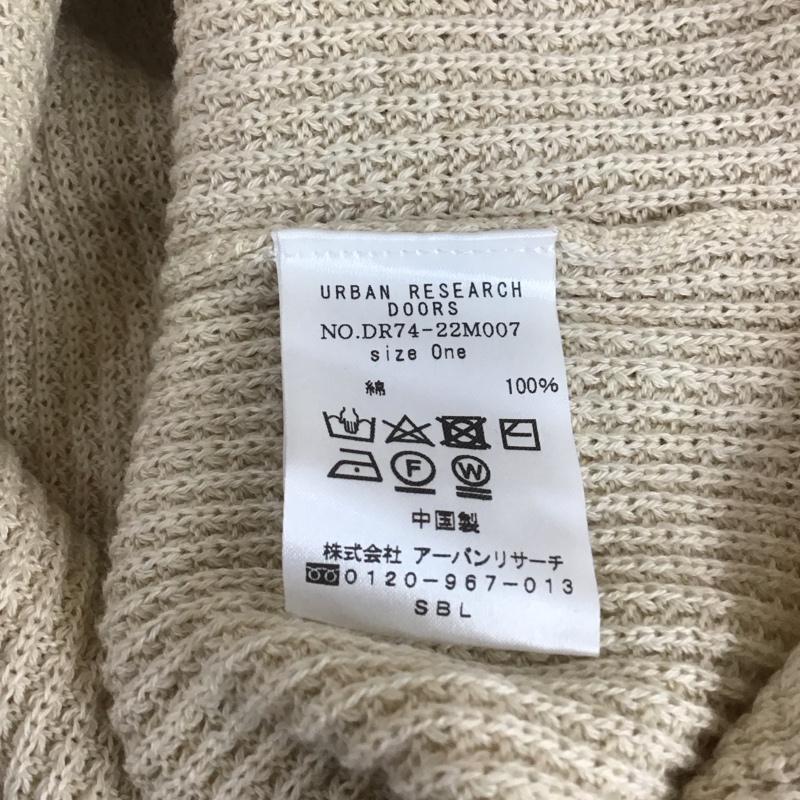 URBAN RESEARCH
DOORS
NO.DR74-22M007
size One
綿 100%
F W
中国製
株式会社 アーバンリサーチ
0120-967-013
SBL